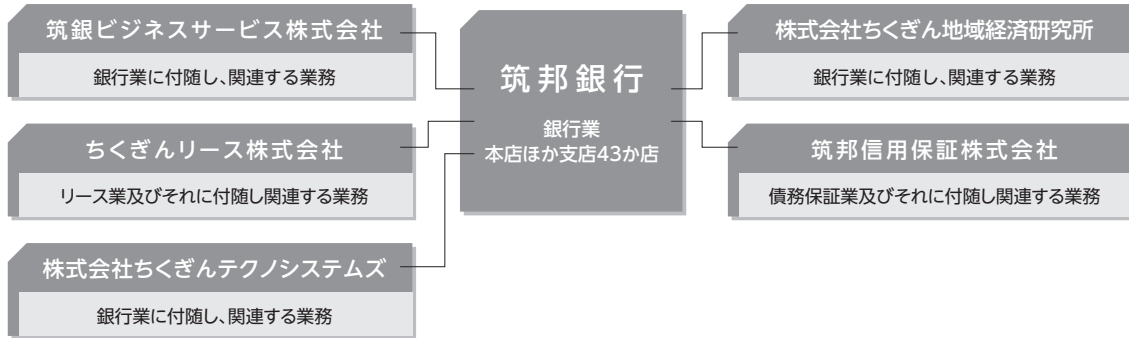 筑銀ビジネスサービス株式会社
銀行業に付随し、関連する業務
ちくぎんリース株式会社
リース業及びそれに付随し関連する業務
株式会社ちくぎんテクノシステムズ
銀行業に付随し、関連する業務
筑邦銀行
銀行業
本店ほか支店43か店
株式会社ちくぎん地域経済研究所
銀行業に付随し、関連する業務
筑邦信用保証株式会社
債務保証業及びそれに付随し関連する業務